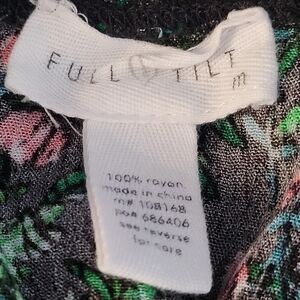 FULL TILT
m
100% rayon
made in china
rn# 108168
po# 686406
see reverse
for care